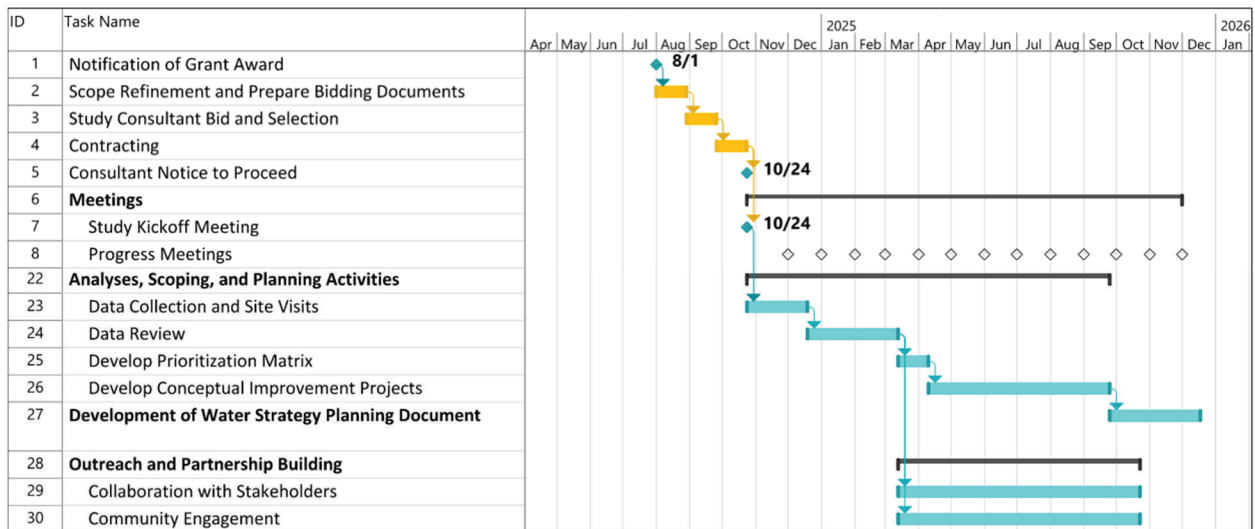 ID Task Name 2025 2026
Apr May Jun Jul Aug Sep Oct Nov Dec Jan Feb Mar Apr May Jun Jul Aug Sep Oct Nov Dec Jan
1 Notification of Grant Award 8/1
2 Scope Refinement and Prepare Bidding Documents
3 Study Consultant Bid and Selection
4 Contracting
5 Consultant Notice to Proceed 10/24
6 Meetings
7 Study Kickoff Meeting 10/24
8 Progress Meetings
22 Analyses, Scoping, and Planning Activities
23 Data Collection and Site Visits
24 Data Review
25 Develop Prioritization Matrix
26 Develop Conceptual Improvement Projects
27 Development of Water Strategy Planning Document
28 Outreach and Partnership Building
29 Collaboration with Stakeholders
30 Community Engagement